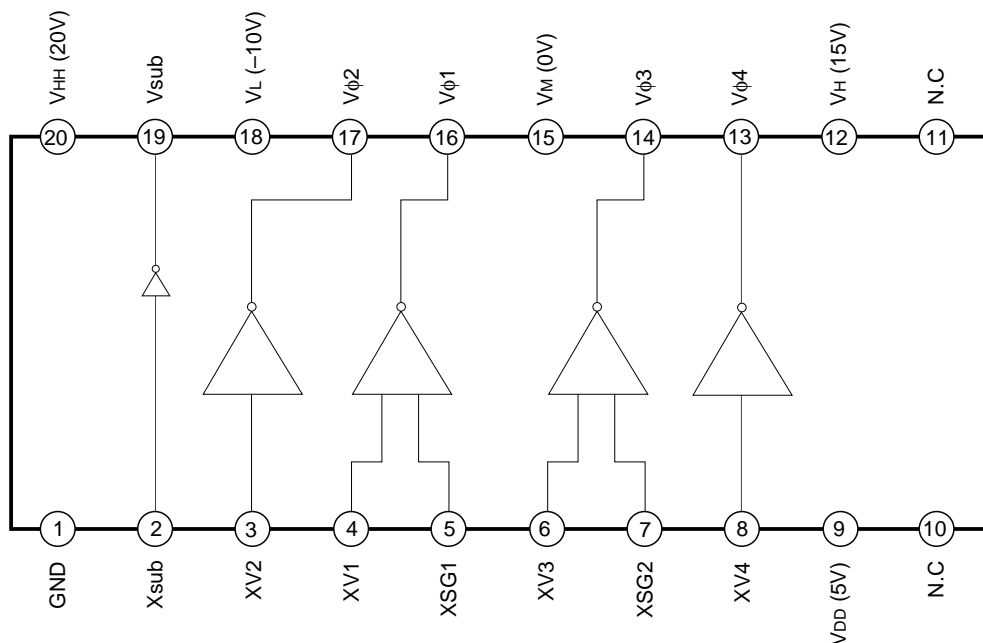 VHH (20V)
Vsub
VL (–10V)
Vϕ2
Vϕ1
VM (0V)
Vϕ3
Vϕ4
VH (15V)
N.C
20
19
18
17
16
15
14
13
12
11
1
2
3
4
5
6
7
8
9
10
GND
Xsub
XV2
XV1
XSG1
XV3
XSG2
XV4
VDD (5V)
N.C